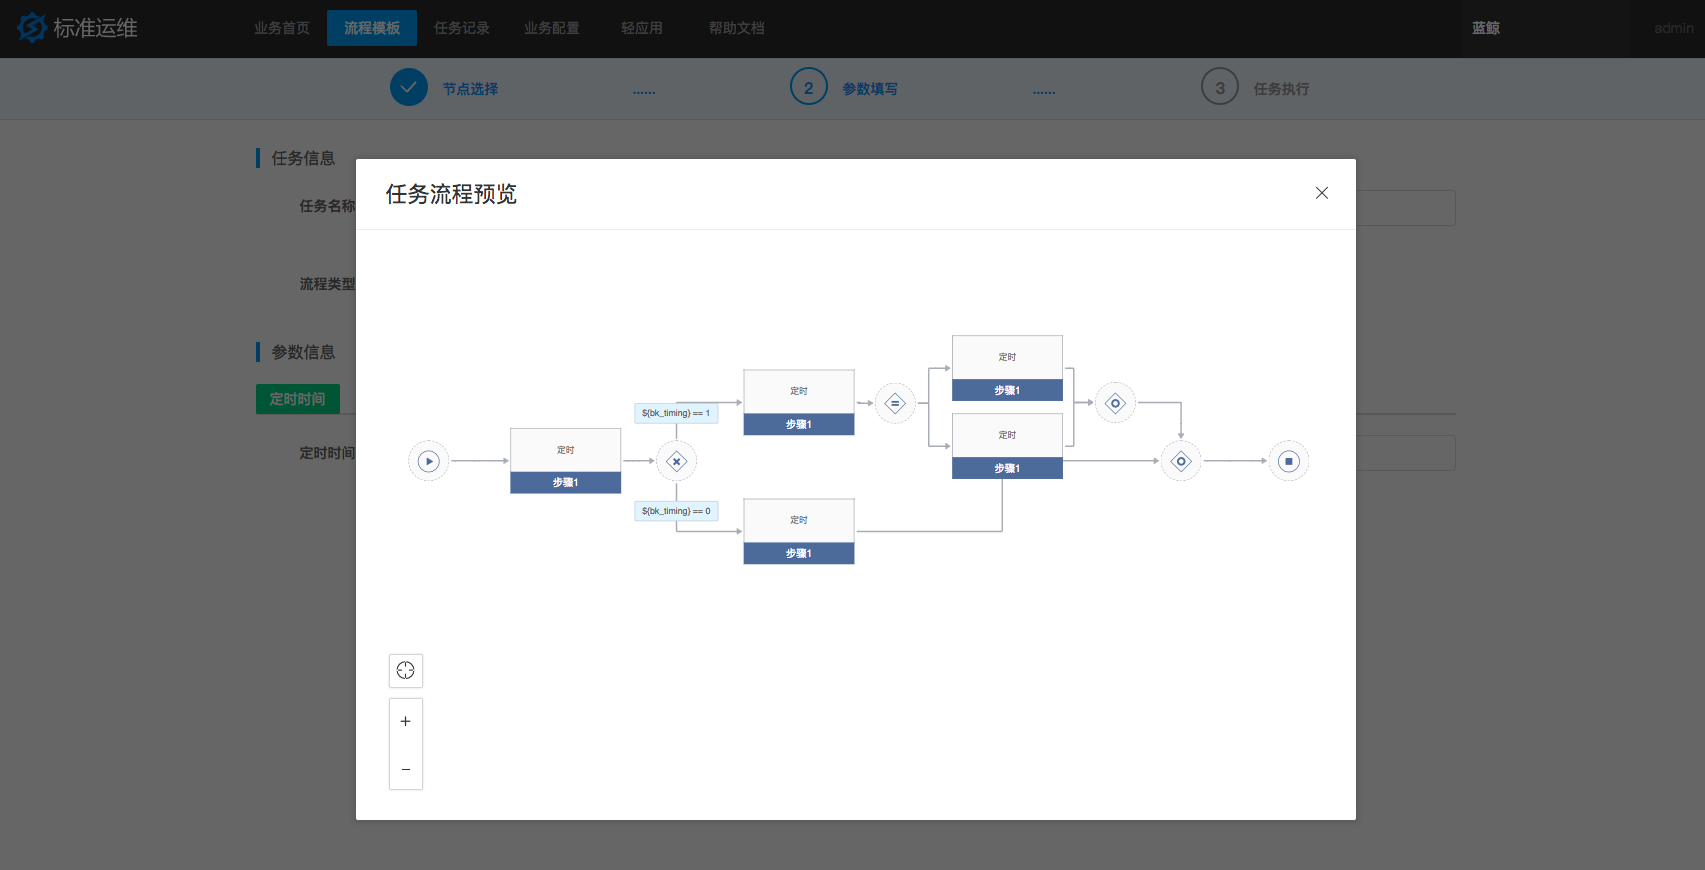 标准运维
业务首页 流程模板 任务记录 业务配置 轻应用 帮助文档 蓝鲸 admin
节点选择 ...... 2 参数填写 ...... 3 任务执行
任务信息
任务名称
流程类型
参数信息
定时时间
定时时间
任务流程预览
定时
步骤1
${bk_timing} == 1
${bk_timing} == 0
定时
步骤1
定时
步骤1
定时
步骤1
定时
步骤1